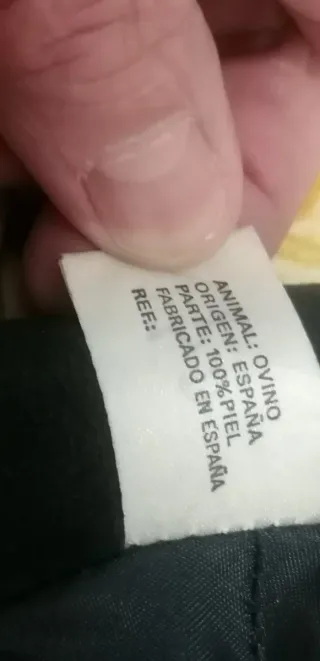 ANIMAL: OVINO
ORIGEN: ESPAÑA
PARTE: 100% PIEL
FABRICADO EN ESPAÑA
REF.: